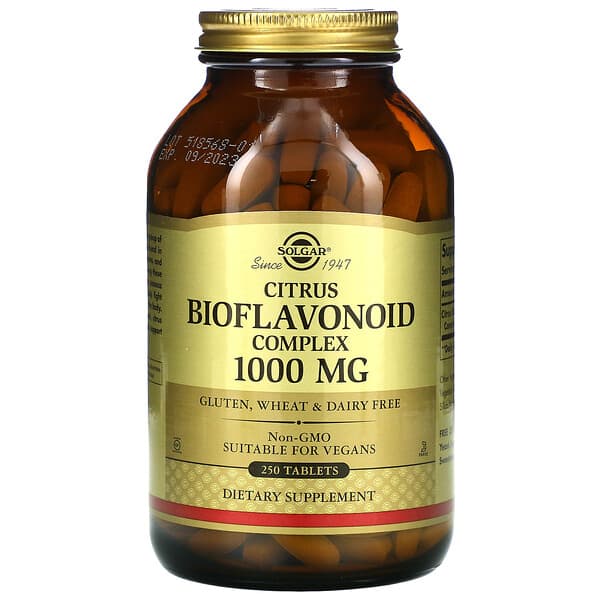 LOT 518568-01
EXP. 09/2023
SOLGAR®
Since 1947
CITRUS
BIOFLAVONOID
COMPLEX
1000 MG
GLUTEN, WHEAT & DAIRY FREE
Non-GMO
SUITABLE FOR VEGANS
250 TABLETS
DIETARY SUPPLEMENT